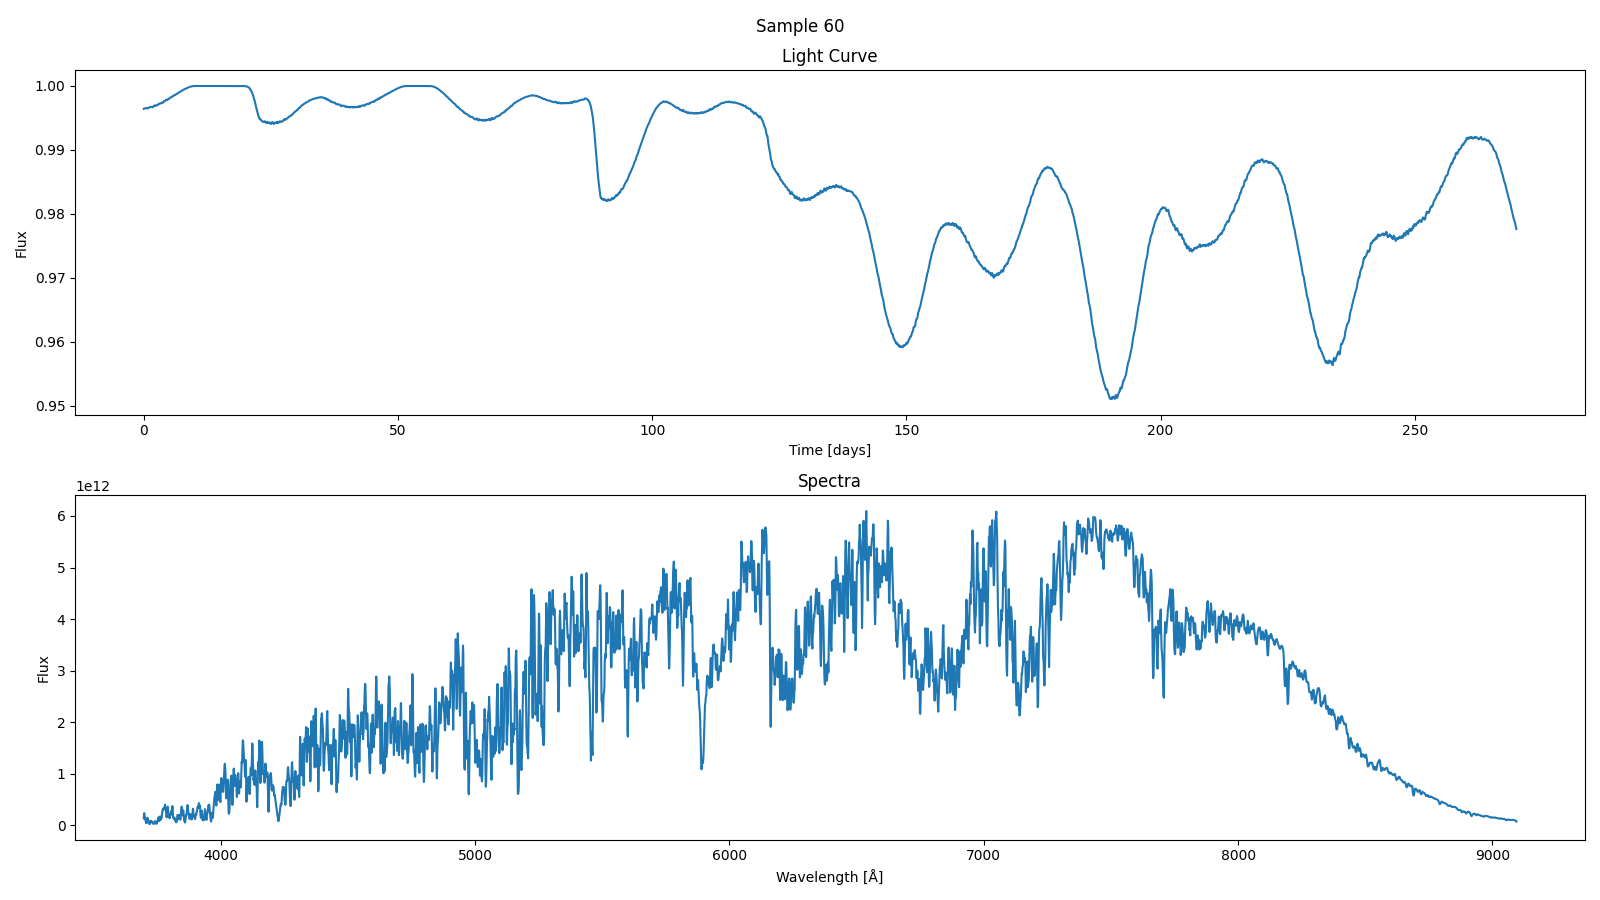 Sample 60
Light Curve
1.00
0.99
0.98
0.97
0.96
0.95
Flux
0 50 100 150 200 250
Time [days]
Spectra
1e12
6
5
4
3
2
1
0
Flux
4000 5000 6000 7000 8000 9000
Wavelength [Å]